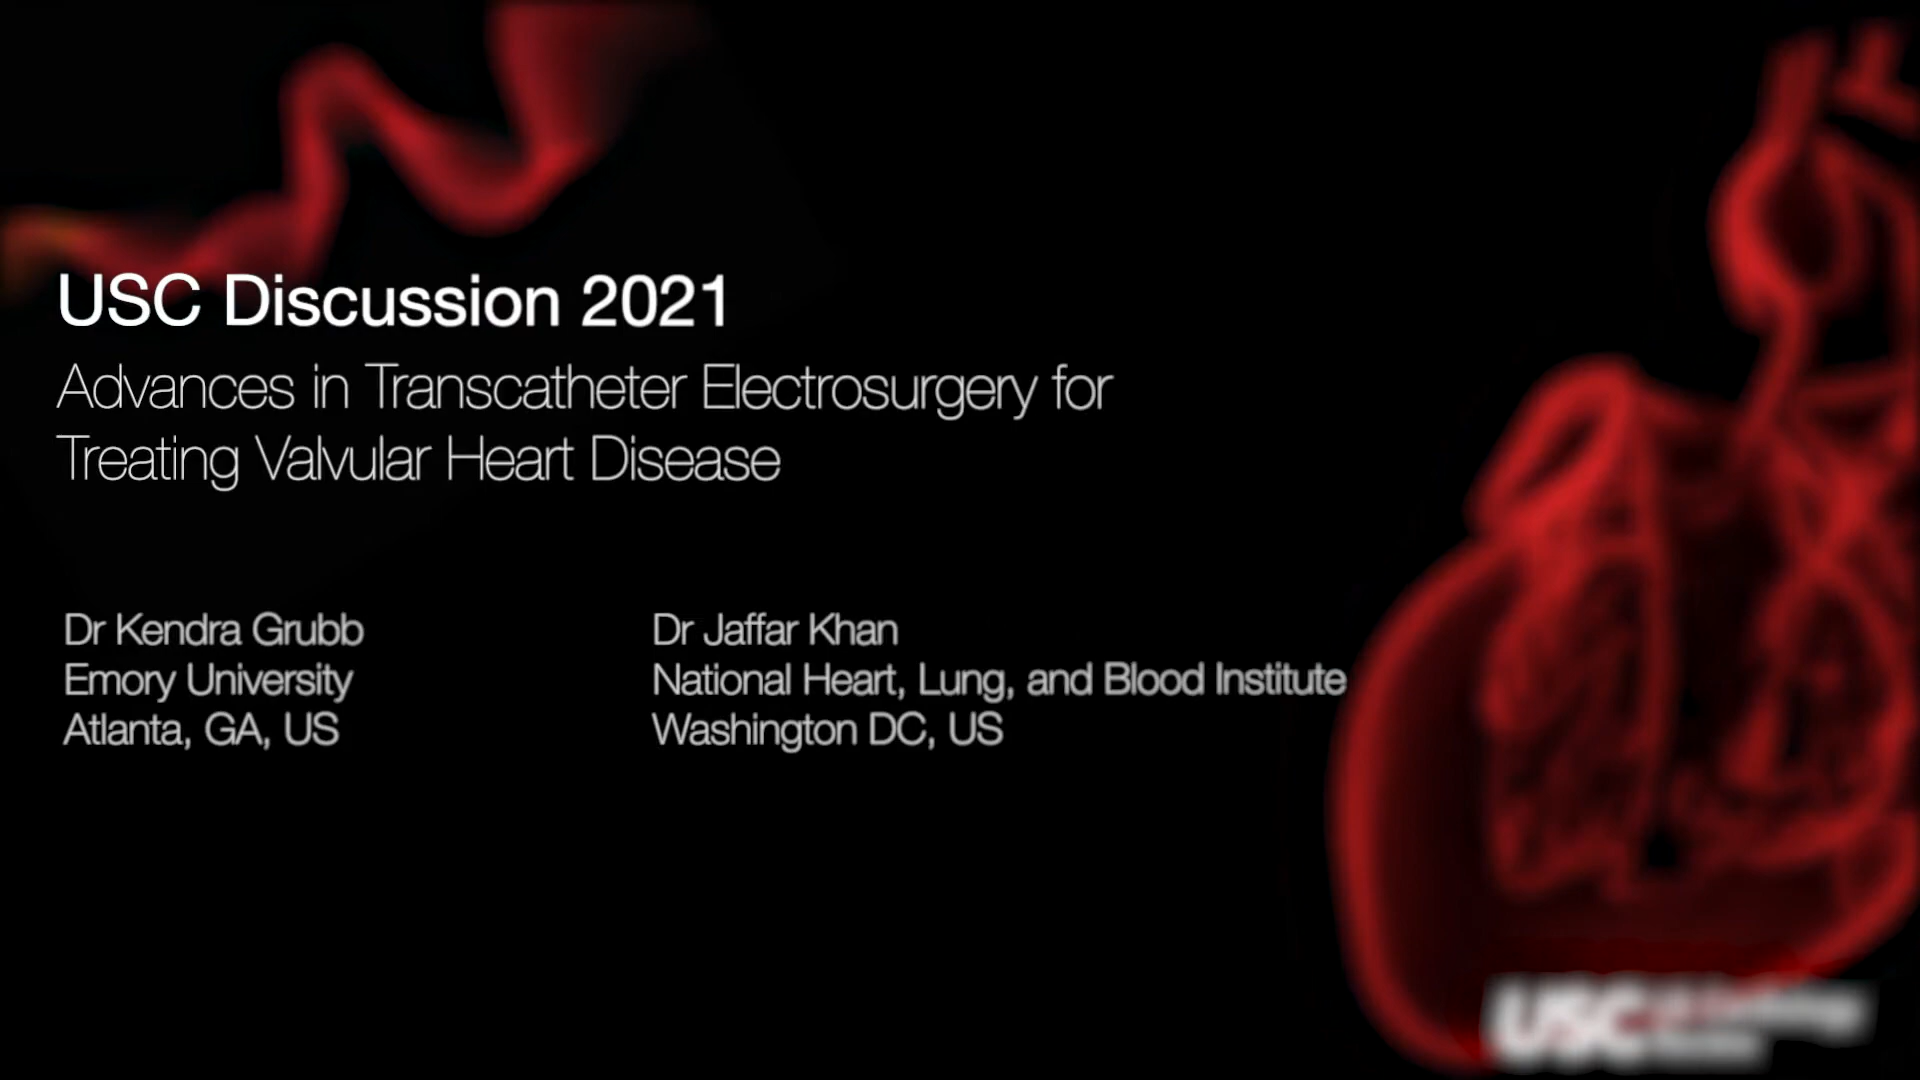 USC Discussion 2021
Advances in Transcatheter Electrosurgery for
Treating Valvular Heart Disease
Dr Kendra Grubb
Emory University
Atlanta, GA, US
Dr Jaffar Khan
National Heart, Lung, and Blood Institute
Washington DC, US
USC